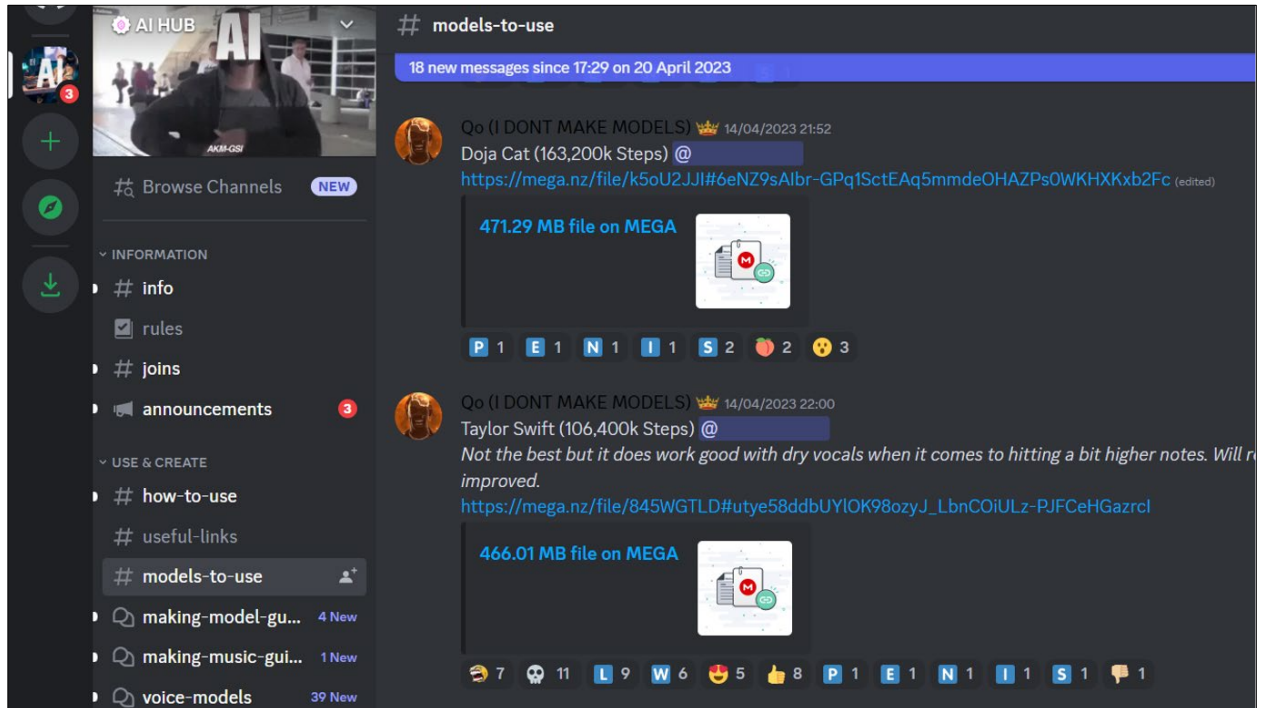 AI HUB
AI
AKM-GSI
AI
3
Browse Channels NEW
INFORMATION
info
rules
joins
announcements 3
USE & CREATE
how-to-use
useful-links
models-to-use
making-model-gu... 4 New
making-music-gui... 1 New
voice-models 39 New
# models-to-use
18 new messages since 17:29 on 20 April 2023
S 1
Qo (I DONT MAKE MODELS) 14/04/2023 21:52
Doja Cat (163,200k Steps) @
https://mega.nz/file/k5oU2JJI#6eNZ9sAIbr-GPq1SctEAq5mmdeOHAZPs0WKHXKxb2Fc (edited)
471.29 MB file on MEGA
M
P 1 E 1 N 1 I 1 S 2 🍑 2 😮 3
Qo (I DONT MAKE MODELS) 14/04/2023 22:00
Taylor Swift (106,400k Steps) @
Not the best but it does work good with dry vocals when it comes to hitting a bit higher notes. Will r
improved.
https://mega.nz/file/845WGTLD#utye58ddbUYlOK98ozyJ_LbnCOiULz-PJFCeHGazrcI
466.01 MB file on MEGA
M
7 💀 11 L 9 W 6 😍 5 👍 8 P 1 E 1 N 1 I 1 S 1 👎 1